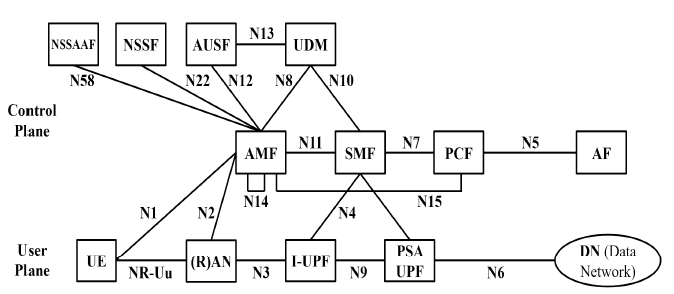 N13
NSSAAF
NSSF
AUSF
UDM
N58
N22
N12
N8
N10
Control
Plane
AMF
N11
SMF
N7
PCF
N5
AF
N14
N15
N1
N2
N4
User
Plane
UE
NR-Uu
(R)AN
N3
I-UPF
N9
PSA
UPF
N6
DN (Data
Network)